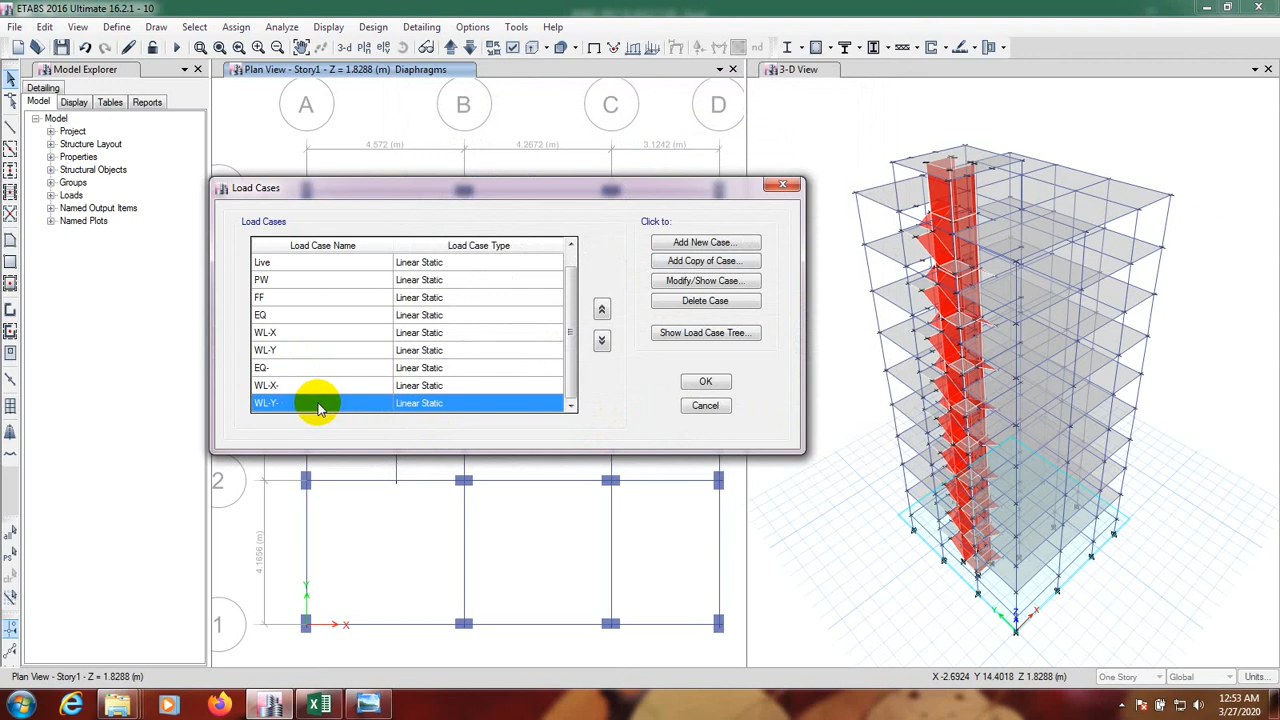 ETABS 2016 Ultimate 16.2.1 - 10
File Edit View Define Draw Select Assign Analyze Display Design Detailing Options Tools Help
3-d
nd
Model Explorer
Plan View - Story1 - Z = 1.8288 (m) Diaphragms
3-D View
Detailing
Model Display Tables Reports
Model
Project
Structure Layout
Properties
Structural Objects
Groups
Loads
Named Output Items
Named Plots
A B C D
4.572 (m) 4.2672 (m) 3.1242 (m)
Load Cases
Load Cases
Click to:
Load Case Name Load Case Type
Live Linear Static
PW Linear Static
FF Linear Static
EQ Linear Static
WL-X Linear Static
WL-Y Linear Static
EQ- Linear Static
WL-X- Linear Static
WL-Y- Linear Static
Add New Case...
Add Copy of Case...
Modify/Show Case...
Delete Case
Show Load Case Tree...
OK
Cancel
2
4.1656 (m)
1
Y
X
Z
Y X
all
ps
clr
Plan View - Story1 - Z = 1.8288 (m)
X -2.6924 Y 14.4018 Z 1.8288 (m)
One Story
Global
Units...
12:53 AM
3/27/2020